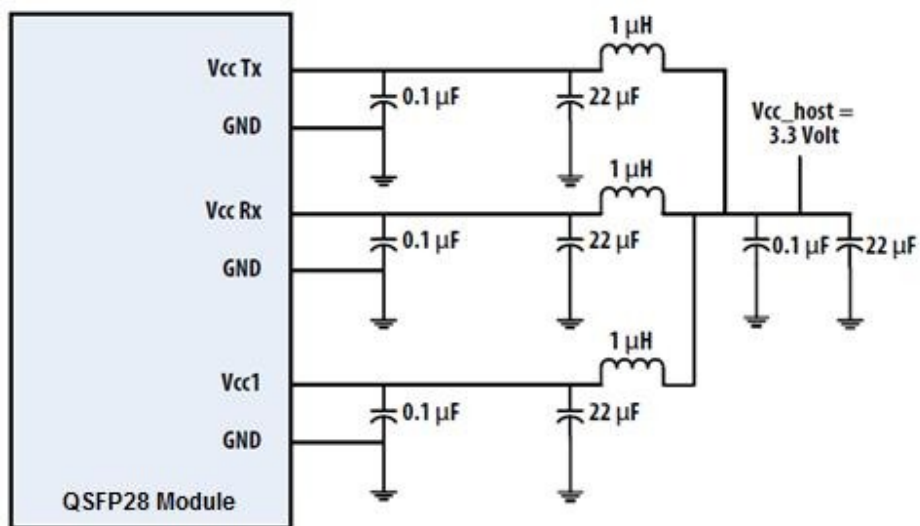 1 μH
Vcc Tx
0.1 μF
22 μF
GND
Vcc_host =
3.3 Volt
1 μH
Vcc Rx
0.1 μF
22 μF
0.1 μF
22 μF
GND
1 μH
Vcc1
0.1 μF
22 μF
GND
QSFP28 Module